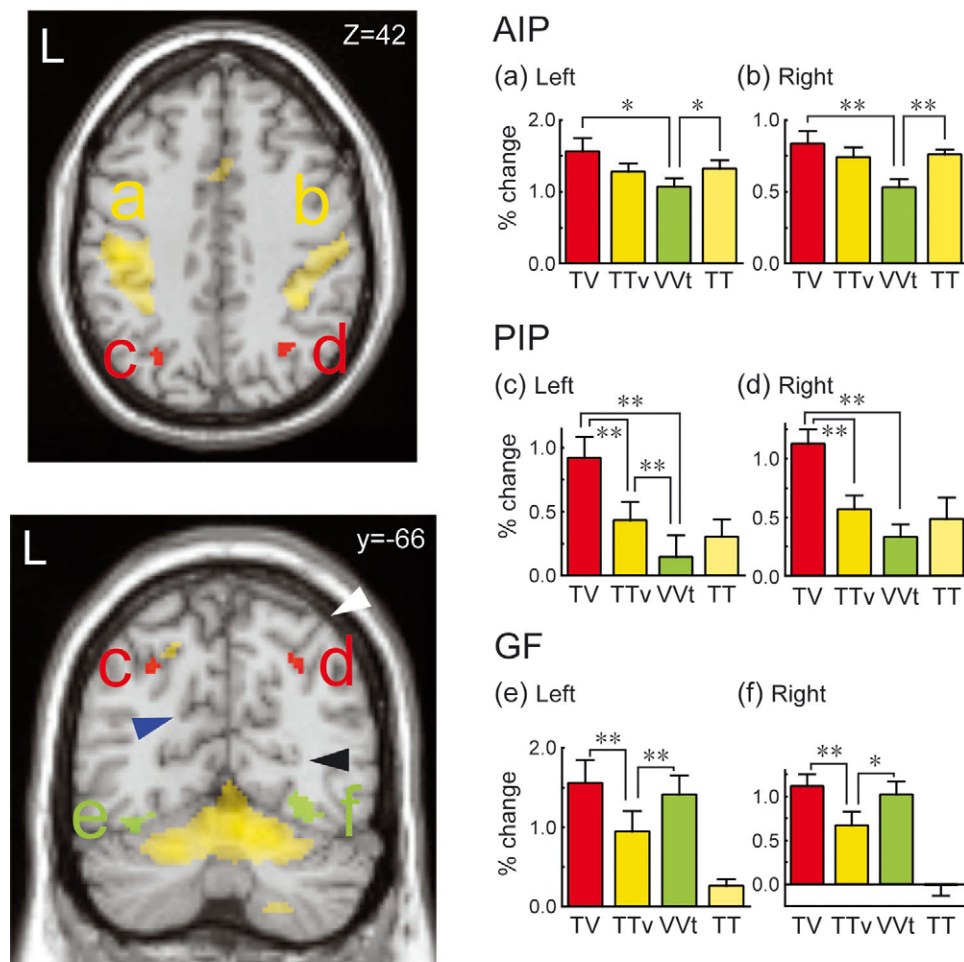 L
Z=42
a
b
c
d
L
y=-66
c
d
e
f
AIP
(a) Left
(b) Right
* *
** **
% change
2.0
1.0
0.0
1.0
0.5
0.0
TV TTv VVt TT
TV TTv VVt TT
PIP
(c) Left
(d) Right
**
** **
**
**
% change
1.0
0.5
0.0
1.0
0.5
0.0
TV TTv VVt TT
TV TTv VVt TT
GF
(e) Left
(f) Right
** **
** *
% change
2.0
1.0
0.0
1.0
0.5
0.0
TV TTv VVt TT
TV TTv VVt TT